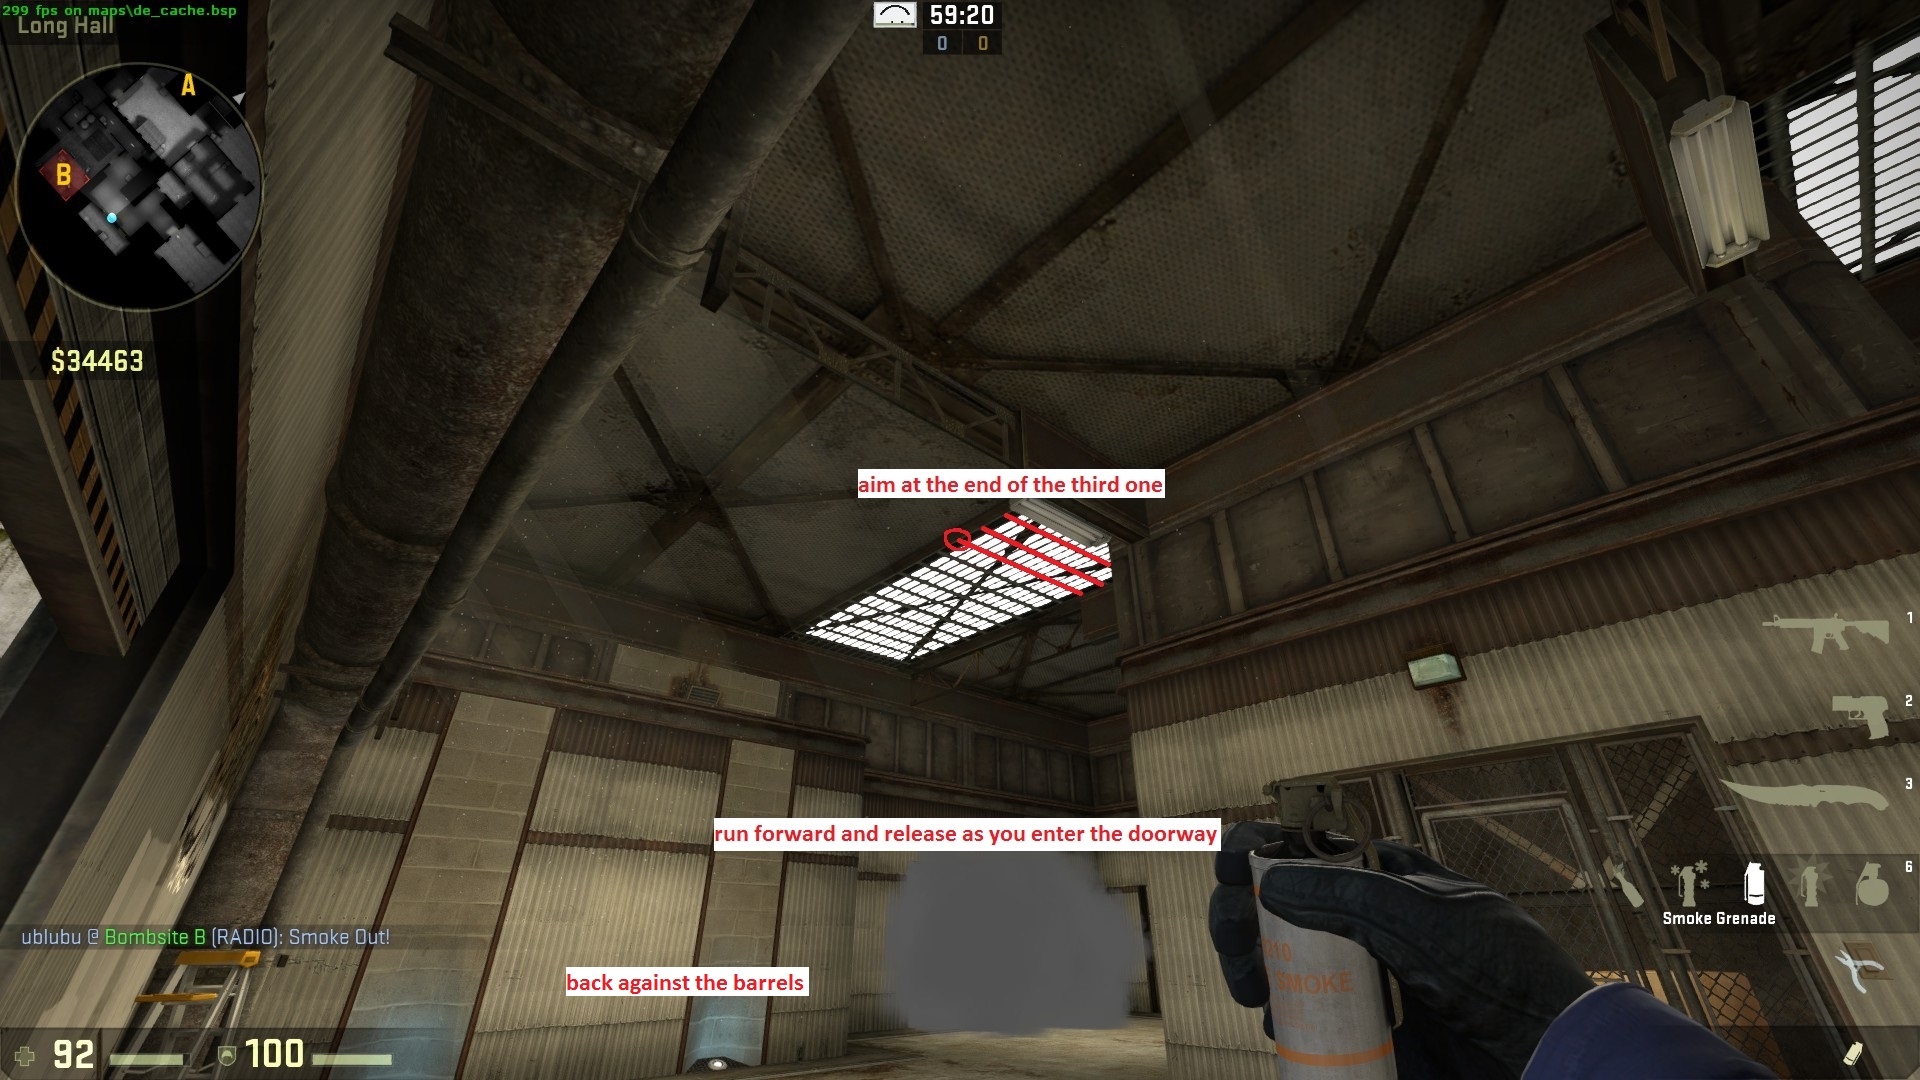 299 fps on maps\de_cache.bsp
Long Hall
59:20
0 0
A
B
$34463
aim at the end of the third one
1
2
3
run forward and release as you enter the doorway
6
Smoke Grenade
ublubu @ Bombsite B (RADIO): Smoke Out!
back against the barrels
SMOKE
92 100